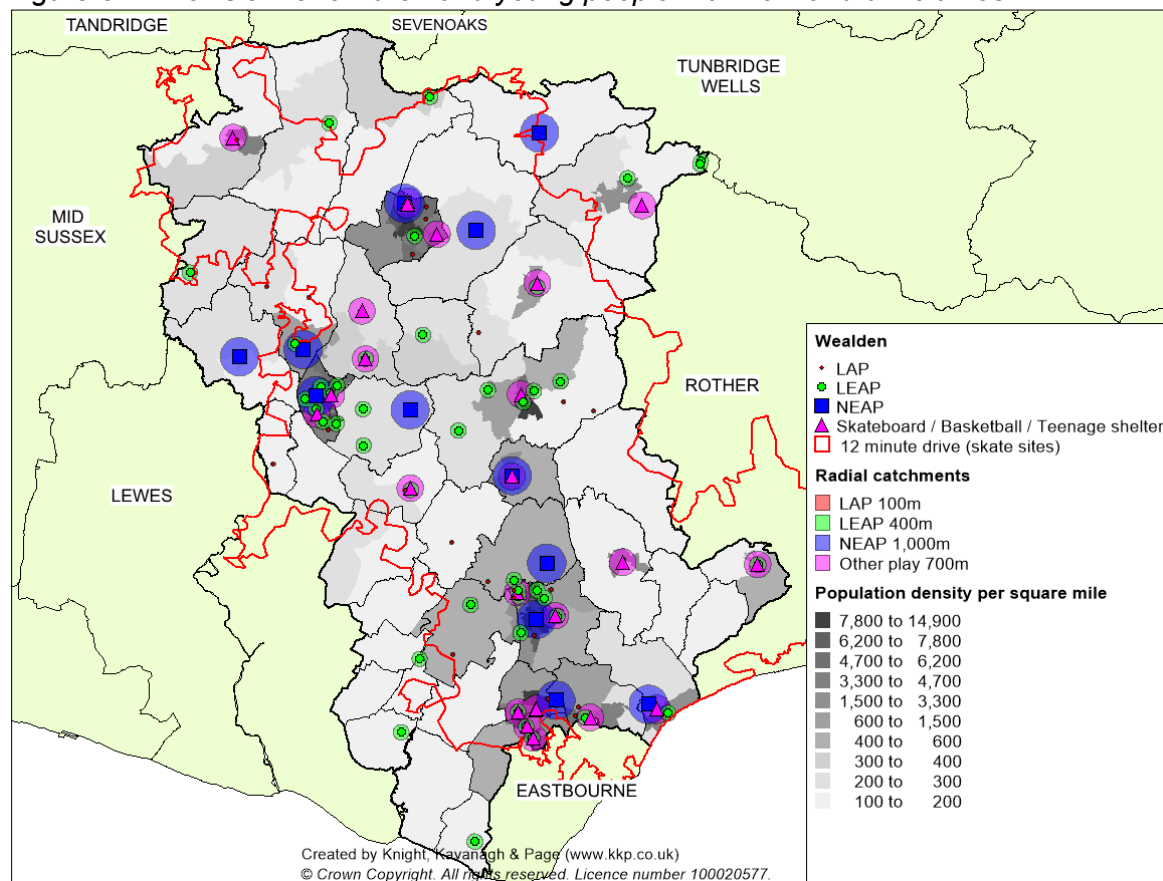 TANDRIDGE
SEVENOAKS
TUNBRIDGE
WELLS
MID
SUSSEX
ROTHER
LEWES
EASTBOURNE
Wealden
LAP
LEAP
NEAP
Skateboard / Basketball / Teenage shelter
12 minute drive (skate sites)
Radial catchments
LAP 100m
LEAP 400m
NEAP 1,000m
Other play 700m
Population density per square mile
7,800 to 14,900
6,200 to 7,800
4,700 to 6,200
3,300 to 4,700
1,500 to 3,300
600 to 1,500
400 to 600
300 to 400
200 to 300
100 to 200
Created by Knight, Kavanagh & Page (www.kkp.co.uk)
© Crown Copyright. All rights reserved. Licence number 100020577.